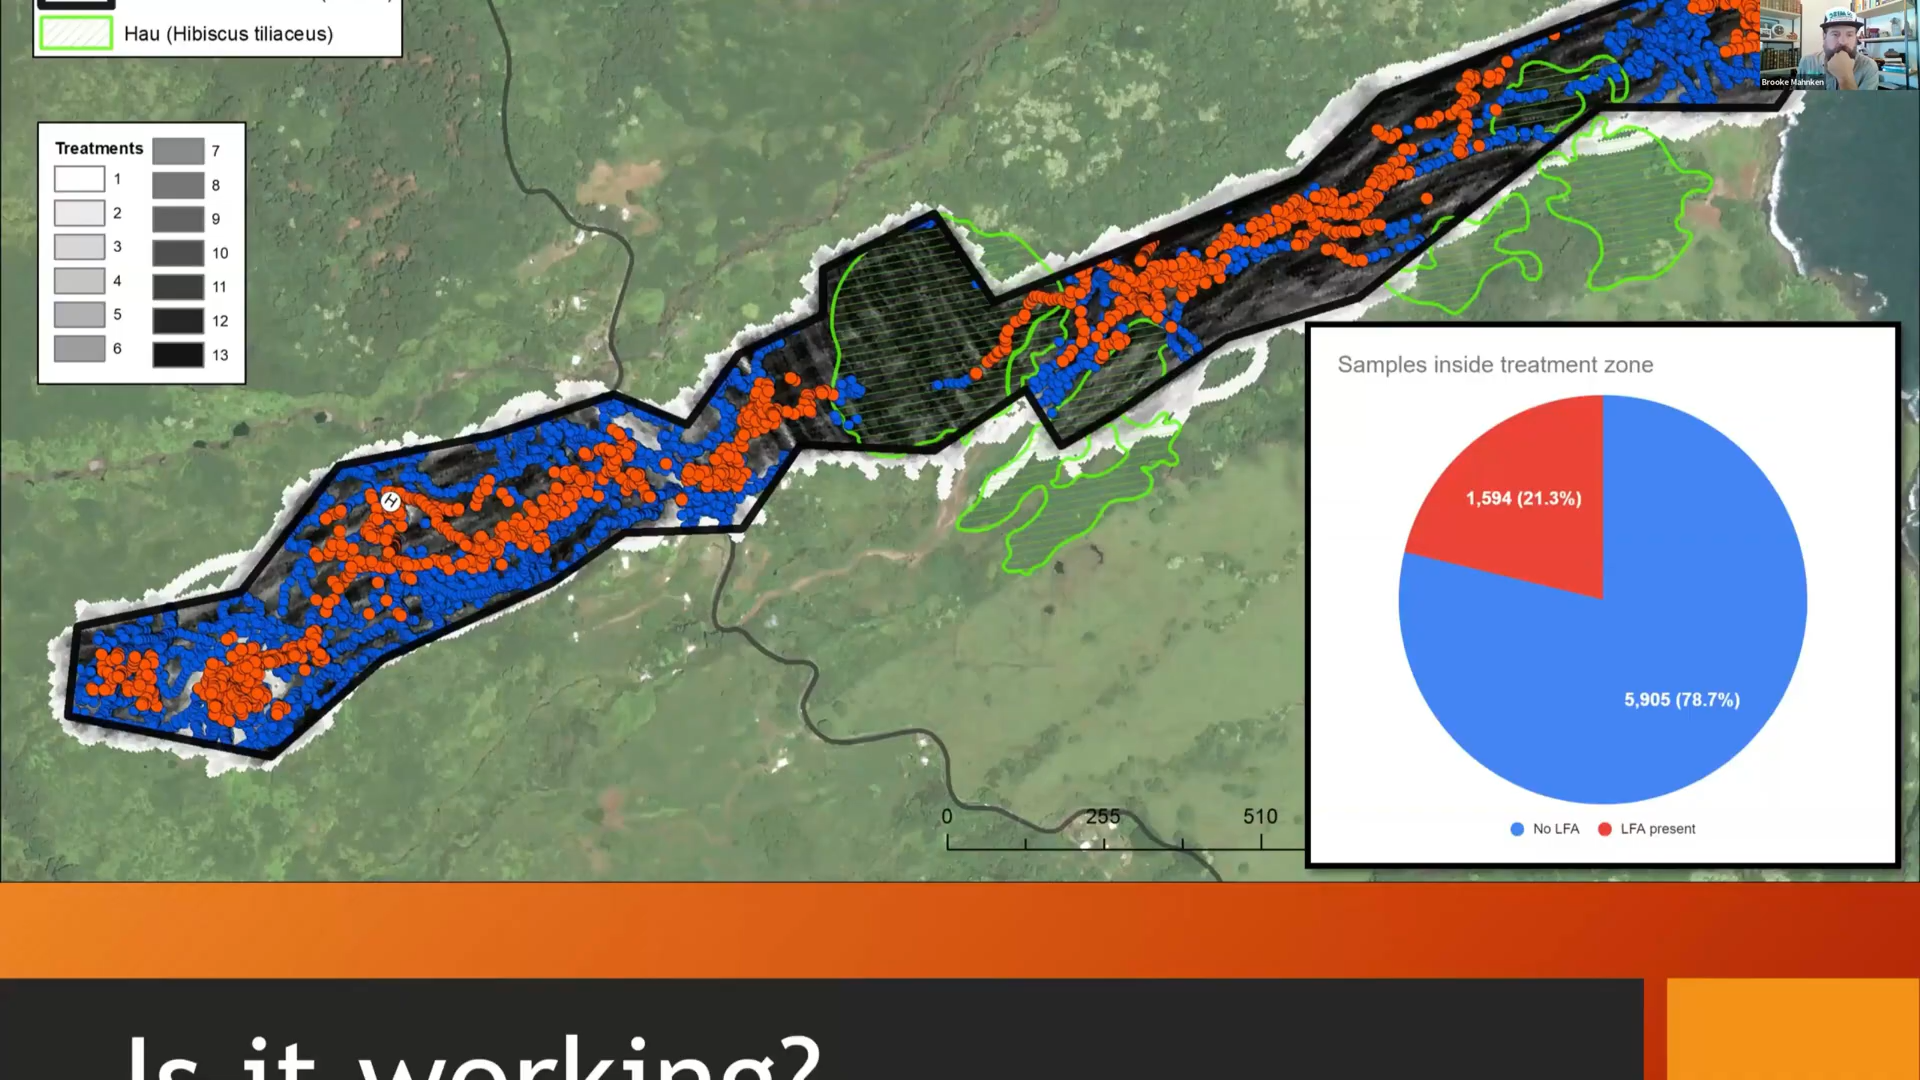 Hau (Hibiscus tiliaceus)
Brooke Mahnken
Treatments
1
2
3
4
5
6
7
8
9
10
11
12
13
H
0 255 510
Samples inside treatment zone
1,594 (21.3%)
5,905 (78.7%)
No LFA LFA present
Is it working?